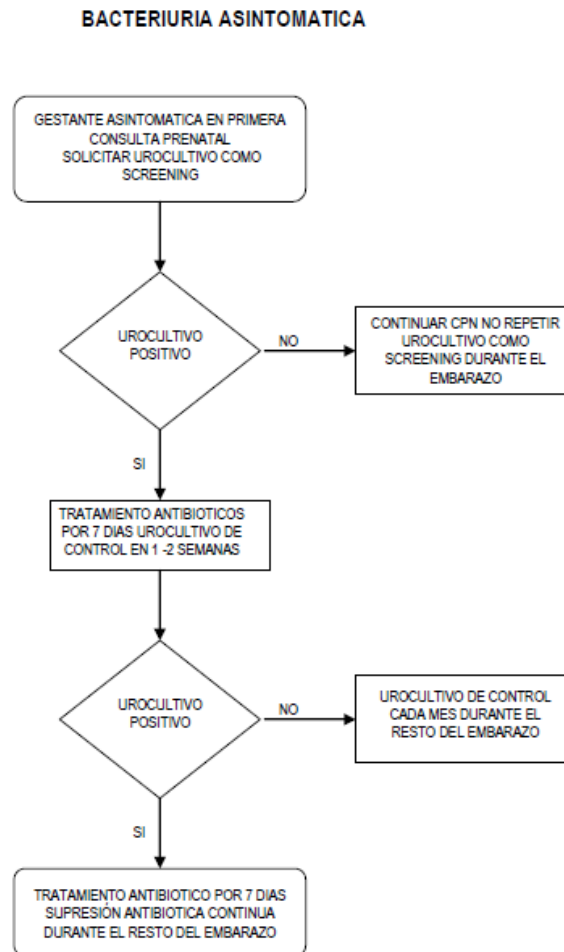 BACTERIURIA ASINTOMATICA
GESTANTE ASINTOMATICA EN PRIMERA
CONSULTA PRENATAL
SOLICITAR UROCULTIVO COMO
SCREENING
UROCULTIVO
POSITIVO
NO
CONTINUAR CPN NO REPETIR
UROCULTIVO COMO
SCREENING DURANTE EL
EMBARAZO
SI
TRATAMIENTO ANTIBIOTICOS
POR 7 DIAS UROCULTIVO DE
CONTROL EN 1 -2 SEMANAS
UROCULTIVO
POSITIVO
NO
UROCULTIVO DE CONTROL
CADA MES DURANTE EL
RESTO DEL EMBARAZO
SI
TRATAMIENTO ANTIBIOTICO POR 7 DIAS
SUPRESIÓN ANTIBIOTICA CONTINUA
DURANTE EL RESTO DEL EMBARAZO